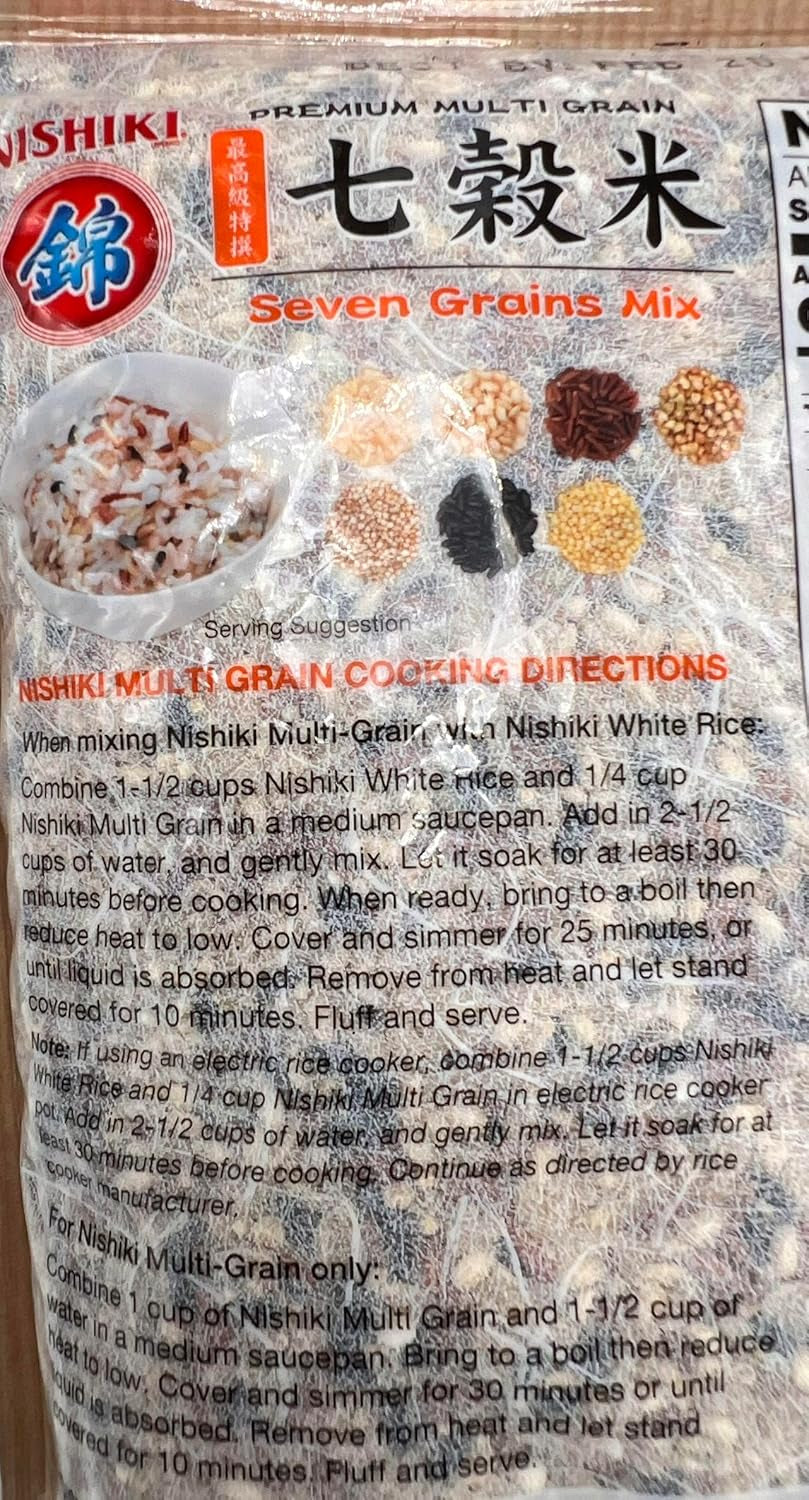 PREMIUM MULTI GRAIN
NISHIKI
最高級特撰
七穀米
錦
Seven Grains Mix
Serving Suggestion
NISHIKI MULTI GRAIN COOKING DIRECTIONS
When mixing Nishiki Multi-Grain with Nishiki White Rice:
Combine 1-1/2 cups Nishiki White Rice and 1/4 cup
Nishiki Multi Grain in a medium saucepan. Add in 2-1/2
cups of water, and gently mix. Let it soak for at least 30
minutes before cooking. When ready, bring to a boil then
reduce heat to low. Cover and simmer for 25 minutes, or
until liquid is absorbed. Remove from heat and let stand
covered for 10 minutes. Fluff and serve.
Note: If using an electric rice cooker, combine 1-1/2 cups Nishiki
White Rice and 1/4 cup Nishiki Multi Grain in electric rice cooker
pot. Add in 2-1/2 cups of water, and gently mix. Let it soak for at
least 30 minutes before cooking. Continue as directed by rice
cooker manufacturer.
For Nishiki Multi-Grain only:
Combine 1 cup of Nishiki Multi Grain and 1-1/2 cup of
water in a medium saucepan. Bring to a boil then reduce
heat to low. Cover and simmer for 30 minutes or until
liquid is absorbed. Remove from heat and let stand
covered for 10 minutes. Fluff and serve.